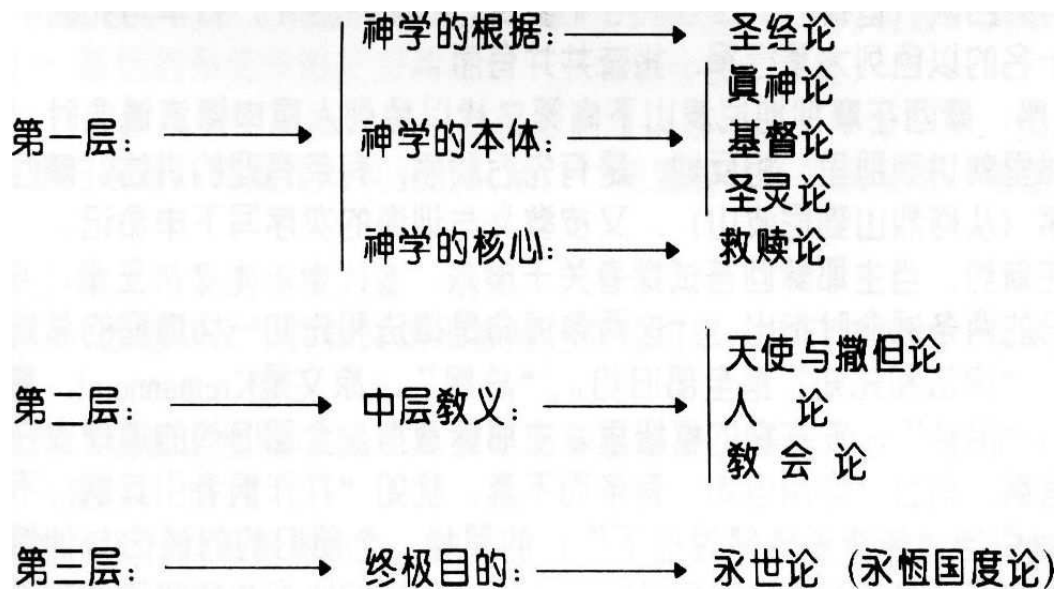 神学的根据: 圣经论
眞神论
第一层: 神学的本体: 基督论
圣灵论
神学的核心: 救赎论
天使与撒但论
第二层: 中层教义: 人 论
教 会 论
第三层: 终极目的: 永世论 (永恆国度论)